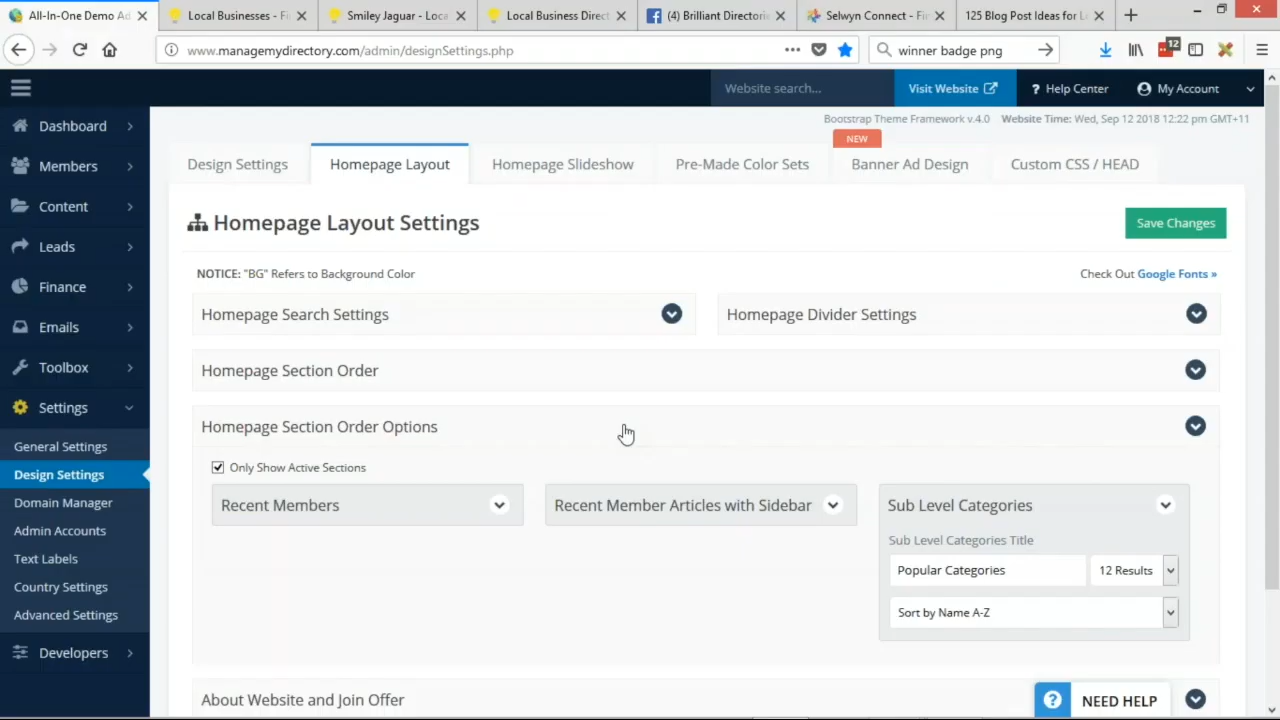 All-In-One Demo Ad
Local Businesses - Fi
Smiley Jaguar - Loca
Local Business Direct
(4) Brilliant Directorie
Selwyn Connect - Fin
125 Blog Post Ideas for L
www.managemydirectory.com/admin/designSettings.php
winner badge png
12
Website search...
Visit Website
? Help Center
My Account
Bootstrap Theme Framework v.4.0 Website Time: Wed, Sep 12 2018 12:22 pm GMT+11
Dashboard
Members
Content
Leads
Finance
Emails
Toolbox
Settings
General Settings
Design Settings
Domain Manager
Admin Accounts
Text Labels
Country Settings
Advanced Settings
Developers
NEW
Design Settings
Homepage Layout
Homepage Slideshow
Pre-Made Color Sets
Banner Ad Design
Custom CSS / HEAD
Homepage Layout Settings
Save Changes
NOTICE: "BG" Refers to Background Color
Check Out Google Fonts »
Homepage Search Settings
Homepage Divider Settings
Homepage Section Order
Homepage Section Order Options
Only Show Active Sections
Recent Members
Recent Member Articles with Sidebar
Sub Level Categories
Sub Level Categories Title
Popular Categories
12 Results
Sort by Name A-Z
About Website and Join Offer
? NEED HELP